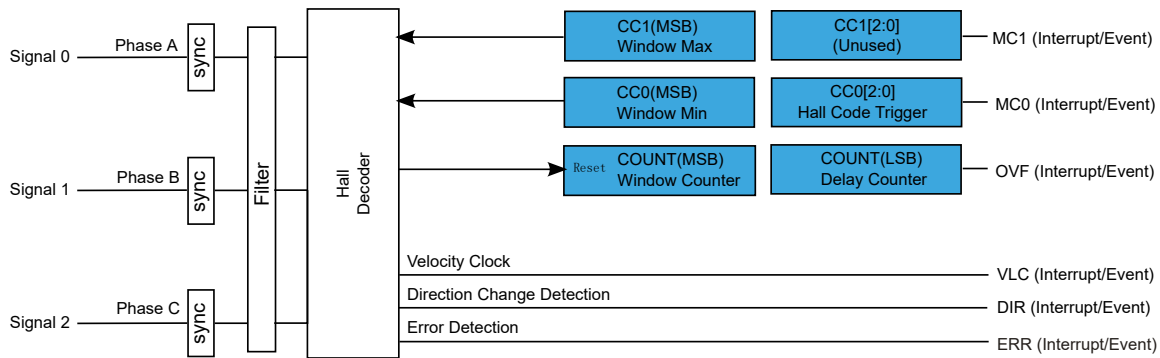 Signal 0
Phase A
sync
CC1(MSB)
Window Max
CC1[2:0]
(Unused)
MC1 (Interrupt/Event)
CC0(MSB)
Window Min
CC0[2:0]
Hall Code Trigger
MC0 (Interrupt/Event)
Signal 1
Phase B
sync
Filter
Hall
Decoder
Reset
COUNT(MSB)
Window Counter
COUNT(LSB)
Delay Counter
OVF (Interrupt/Event)
Velocity Clock
VLC (Interrupt/Event)
Signal 2
Phase C
sync
Direction Change Detection
DIR (Interrupt/Event)
Error Detection
ERR (Interrupt/Event)